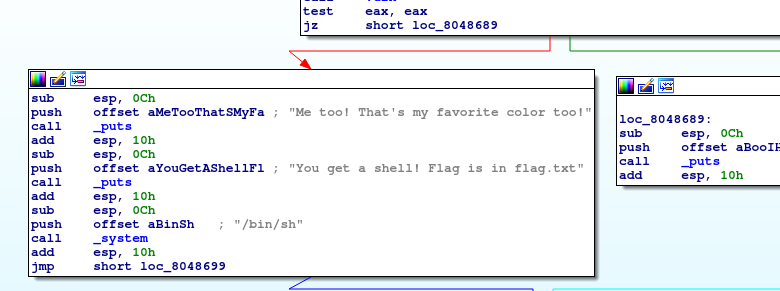 test    eax, eax
jz      short loc_8048689
sub     esp, 0Ch
push    offset aMeTooThatSMyFa ; "Me too! That's my favorite color too!"
call    _puts
add     esp, 10h
sub     esp, 0Ch
push    offset aYouGetAShellFl ; "You get a shell! Flag is in flag.txt"
call    _puts
add     esp, 10h
sub     esp, 0Ch
push    offset aBinSh   ; "/bin/sh"
call    _system
add     esp, 10h
jmp     short loc_8048699
loc_8048689:
sub     esp, 0Ch
push    offset aBooIH
call    _puts
add     esp, 10h